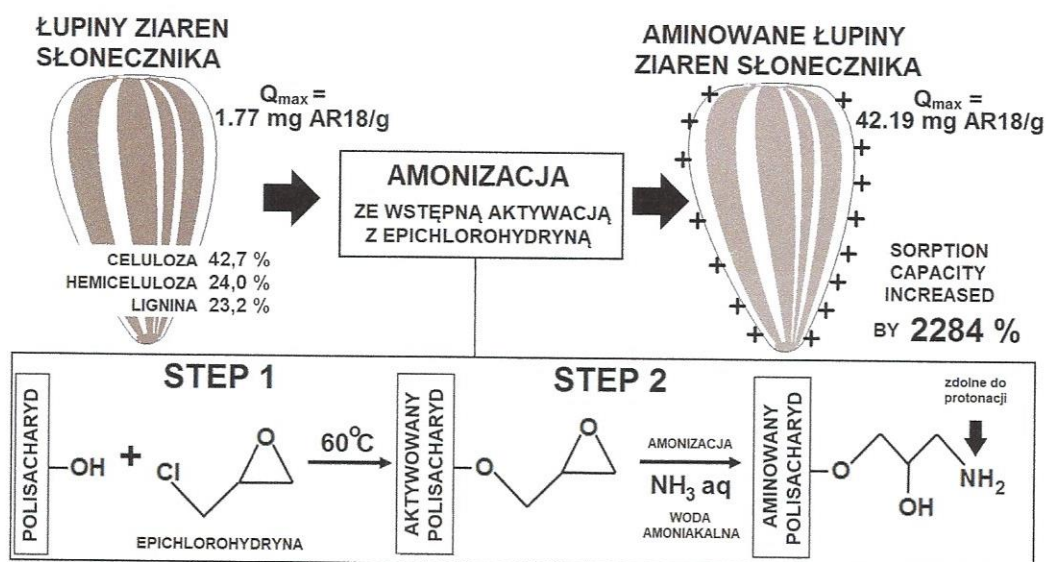 ŁUPINY ZIAREN
SŁONECZNIKA
Qmax =
1.77 mg AR18/g
CELULOZA 42,7 %
HEMICELULOZA 24,0 %
LIGNINA 23,2 %
AMONIZACJA
ZE WSTĘPNĄ AKTYWACJĄ
Z EPICHLOROHYDRYNĄ
AMINOWANE ŁUPINY
ZIAREN SŁONECZNIKA
Qmax =
42.19 mg AR18/g
SORPTION
CAPACITY
INCREASED
BY 2284 %
STEP 1
POLISACHARYD
OH
+
Cl
O
EPICHLOROHYDRYNA
60°C
AKTYWOWANY
POLISACHARYD
STEP 2
O
O
AMONIZACJA
NH3 aq
WODA
AMONIAKALNA
AMINOWANY
POLISACHARYD
O
OH
NH2
zdolne do
protonacji